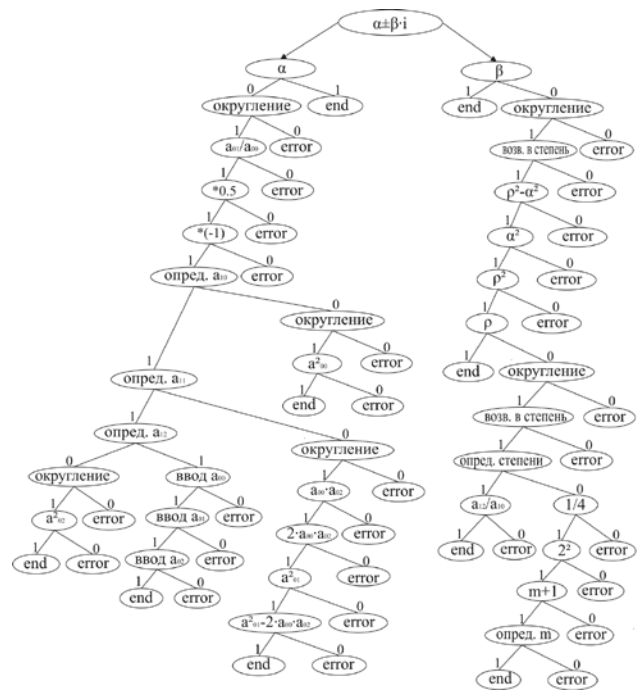 α±β·i
α β
0 1 1 0
округление end end округление
1 0 1 0
a₀₁/a₀₀ error возв. в степень error
1 0 1 0
*0.5 error ρ²-α² error
1 0 1 0
*(-1) error α² error
1 0 1 0
опред. a₁₀ error ρ² error
0 1 0
округление ρ error
1 0 1 0
1 a²₀₀ error end округление
опред. a₁₁ 1 0 1 0
end error возв. в степень error
1 0 1 0
опред. a₁₂ округление опред. степени error
0 1 1 0 1 0
округление ввод a₀₀ a₀₀·a₀₂ error a₁₂/a₁₀ 1/4
1 0 1 0 1 0 1 0 1 0
a²₀₂ error ввод a₀₁ error 2·a₀₀·a₀₂ error end error 2² error
1 0 1 0 1 0 1 0
end error ввод a₀₂ error a²₀₁ error m+1 error
1 0 1 0 1 0
end error a²₀₁-2·a₀₀·a₀₂ error опред. m error
1 0 1 0
end error end error